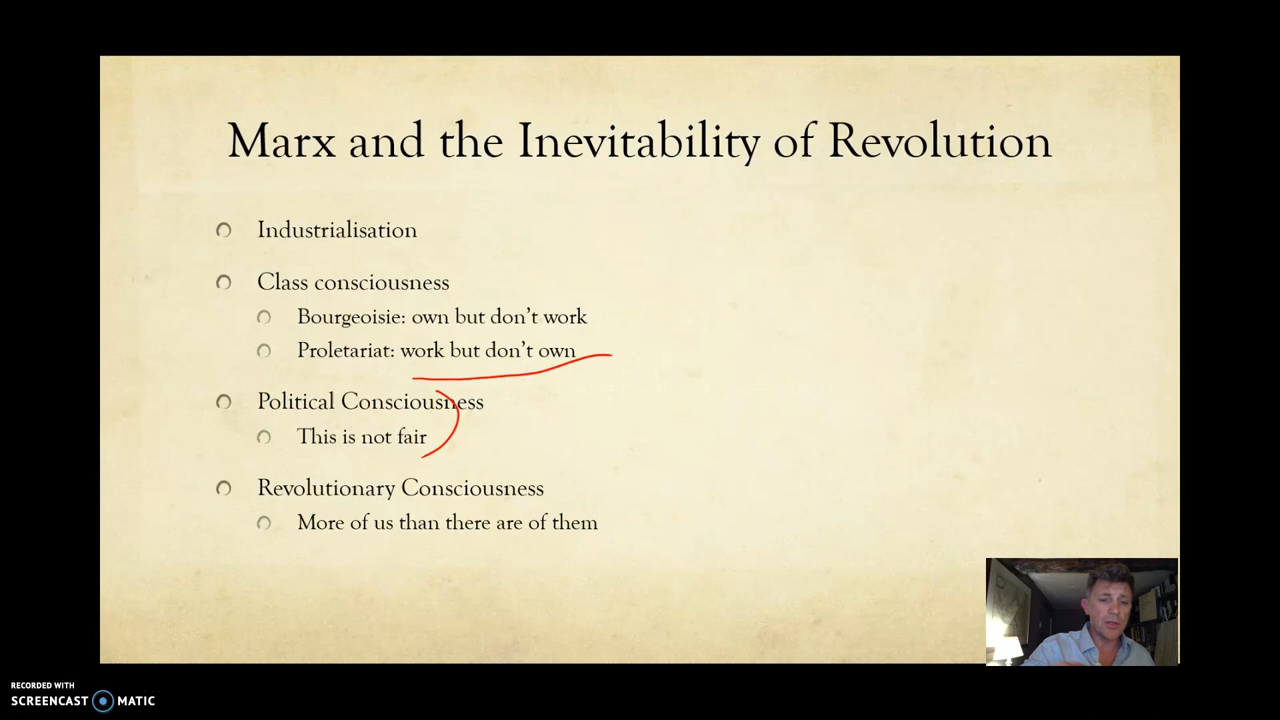 Marx and the Inevitability of Revolution
Industrialisation
Class consciousness
Bourgeoisie: own but don't work
Proletariat: work but don't own
Political Consciousness
This is not fair
Revolutionary Consciousness
More of us than there are of them
RECORDED WITH
SCREENCAST MATIC